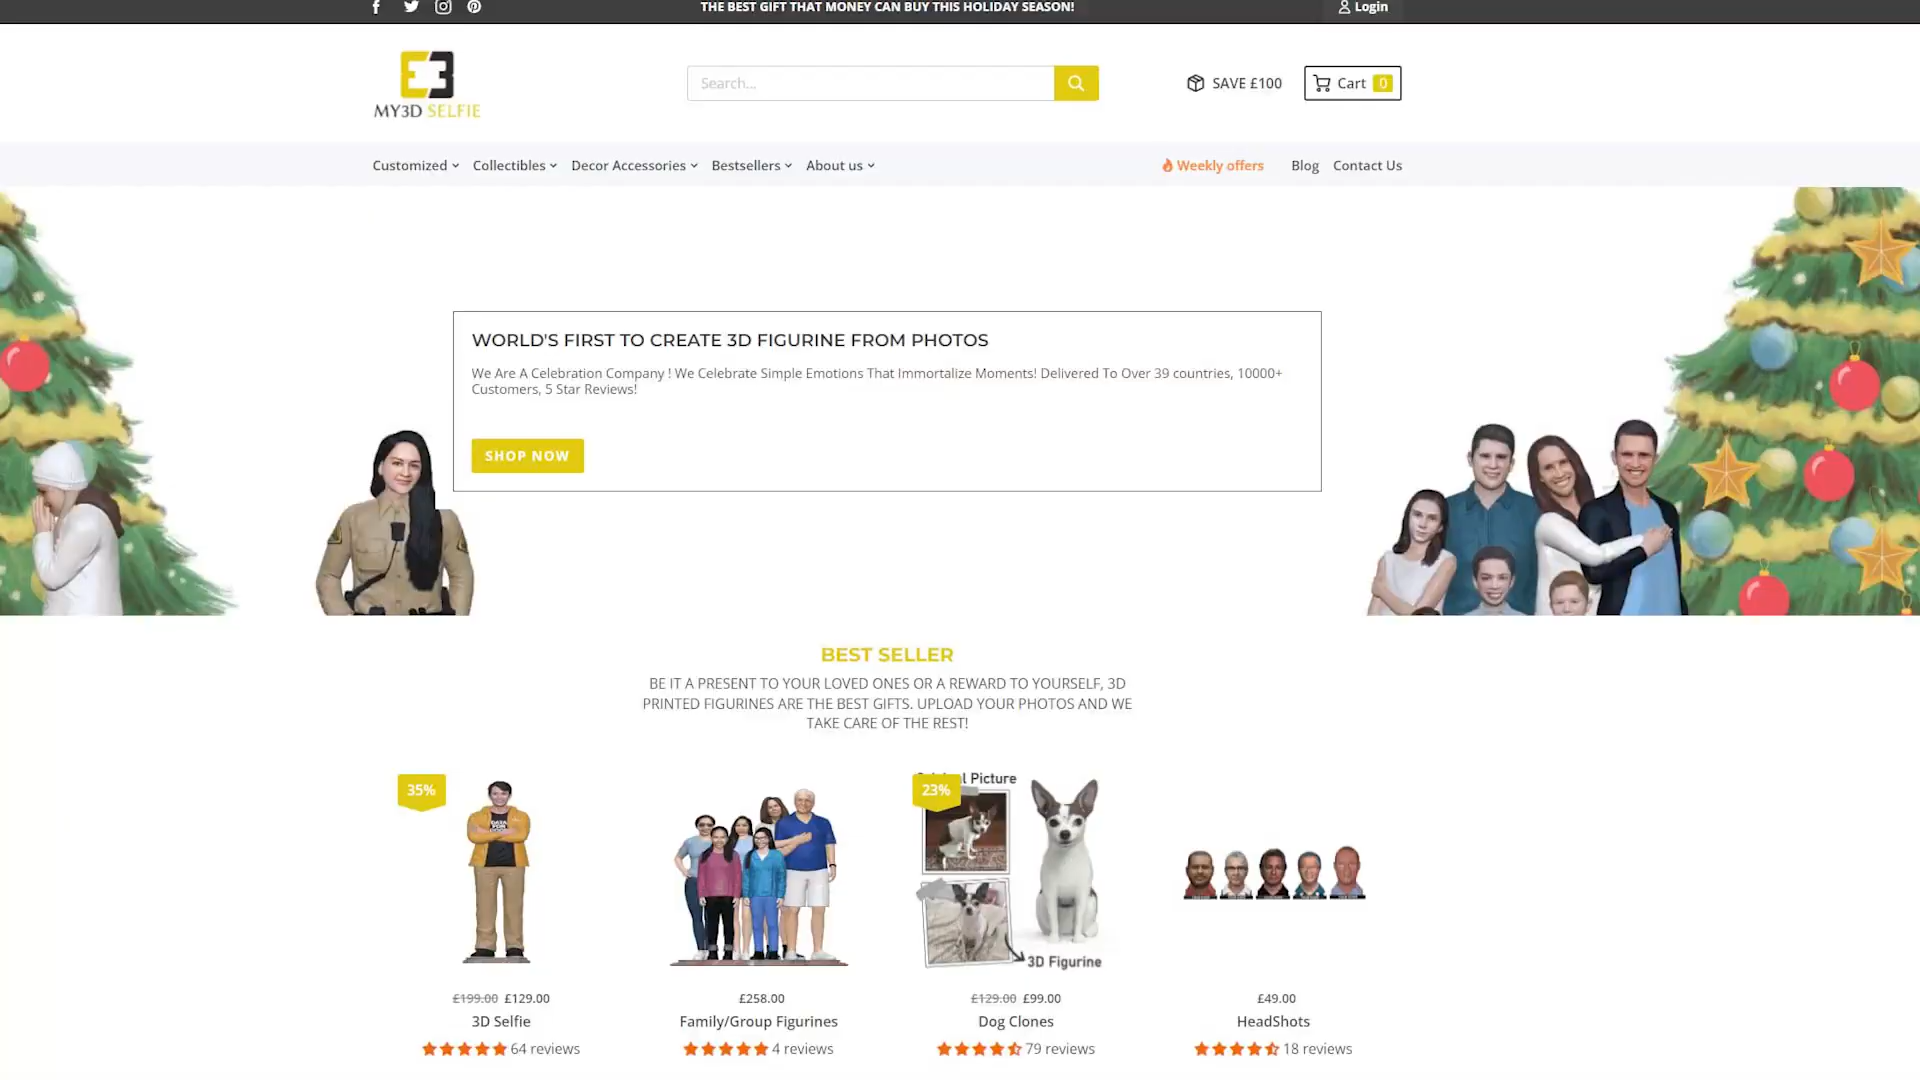 THE BEST GIFT THAT MONEY CAN BUY THIS HOLIDAY SEASON!
Login
MY3D SELFIE
Search...
SAVE £100
Cart 0
Customized
Collectibles
Decor Accessories
Bestsellers
About us
Weekly offers
Blog
Contact Us
WORLD'S FIRST TO CREATE 3D FIGURINE FROM PHOTOS
We Are A Celebration Company ! We Celebrate Simple Emotions That Immortalize Moments! Delivered To Over 39 countries, 10000+
Customers, 5 Star Reviews!
SHOP NOW
BEST SELLER
BE IT A PRESENT TO YOUR LOVED ONES OR A REWARD TO YOURSELF, 3D
PRINTED FIGURINES ARE THE BEST GIFTS. UPLOAD YOUR PHOTOS AND WE
TAKE CARE OF THE REST!
35%
23%
Picture
3D Figurine
£199.00 £129.00
3D Selfie
64 reviews
£258.00
Family/Group Figurines
4 reviews
£129.00 £99.00
Dog Clones
79 reviews
£49.00
HeadShots
18 reviews